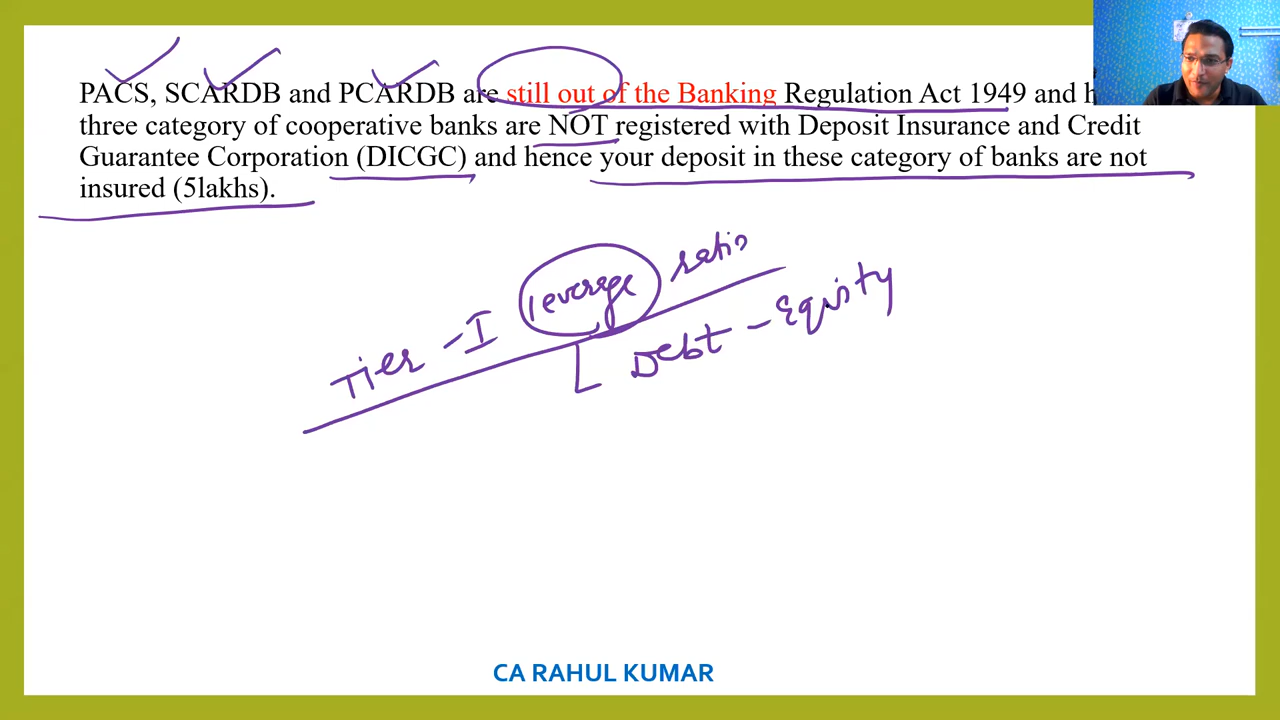 PACS, SCARDB and PCARDB are still out of the Banking Regulation Act 1949 and h
three category of cooperative banks are NOT registered with Deposit Insurance and Credit
Guarantee Corporation (DICGC) and hence your deposit in these category of banks are not
insured (5lakhs).
Tier - I leverage ratio
Debt - Equity
CA RAHUL KUMAR